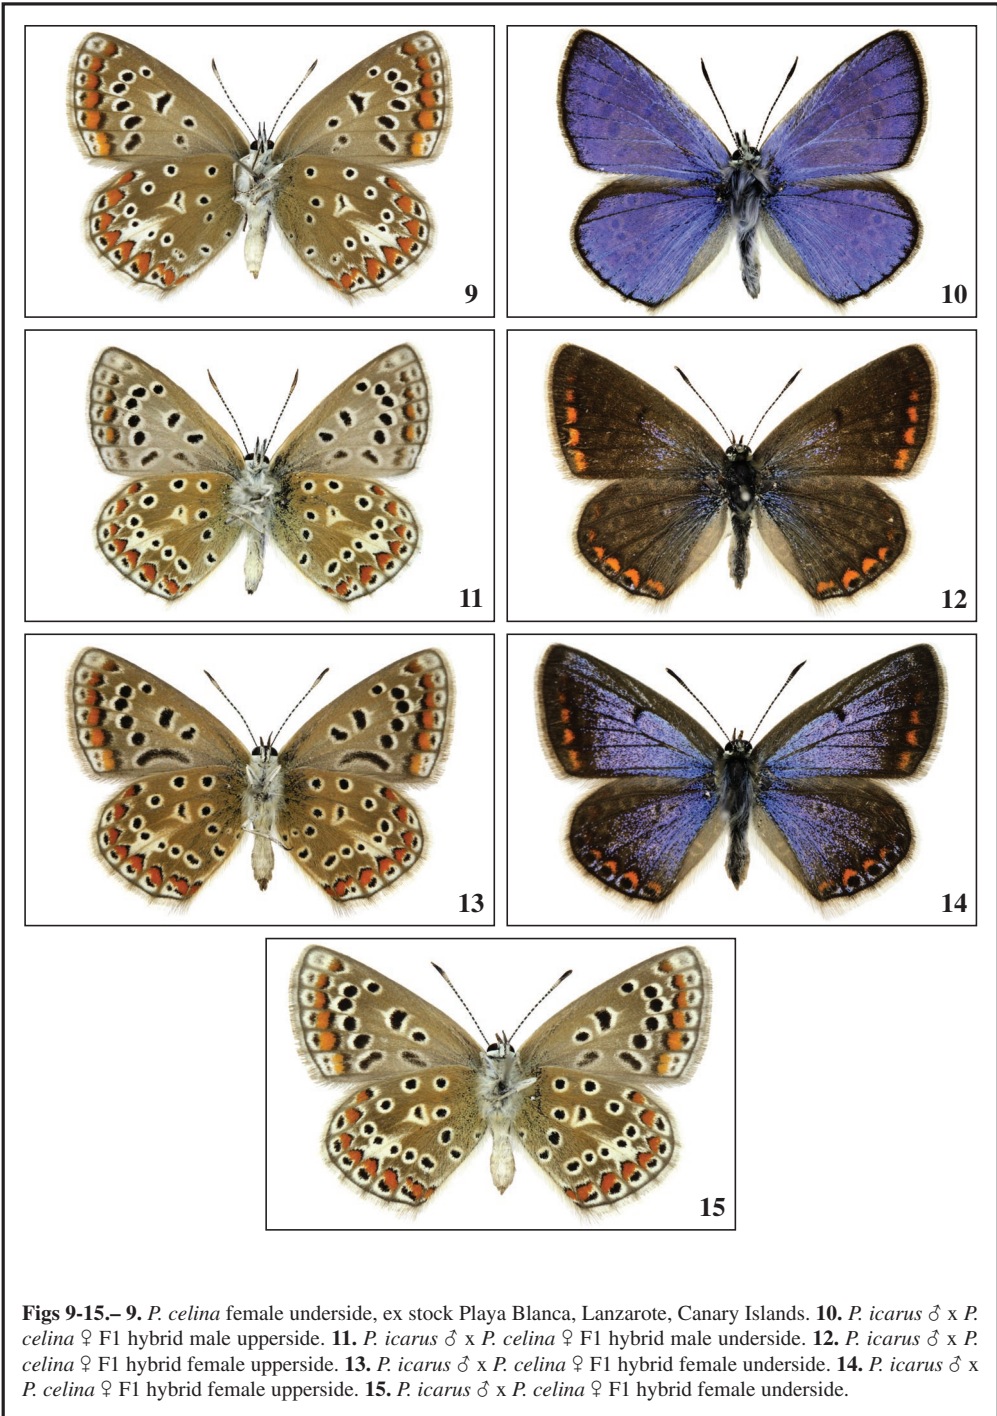 9
10
11
12
13
14
15
Figs 9-15.– 9. P. celina female underside, ex stock Playa Blanca, Lanzarote, Canary Islands. 10. P. icarus ♂ x P.
celina ♀ F1 hybrid male upperside. 11. P. icarus ♂ x P. celina ♀ F1 hybrid male underside. 12. P. icarus ♂ x P.
celina ♀ F1 hybrid female upperside. 13. P. icarus ♂ x P. celina ♀ F1 hybrid female underside. 14. P. icarus ♂ x
P. celina ♀ F1 hybrid female upperside. 15. P. icarus ♂ x P. celina ♀ F1 hybrid female underside.